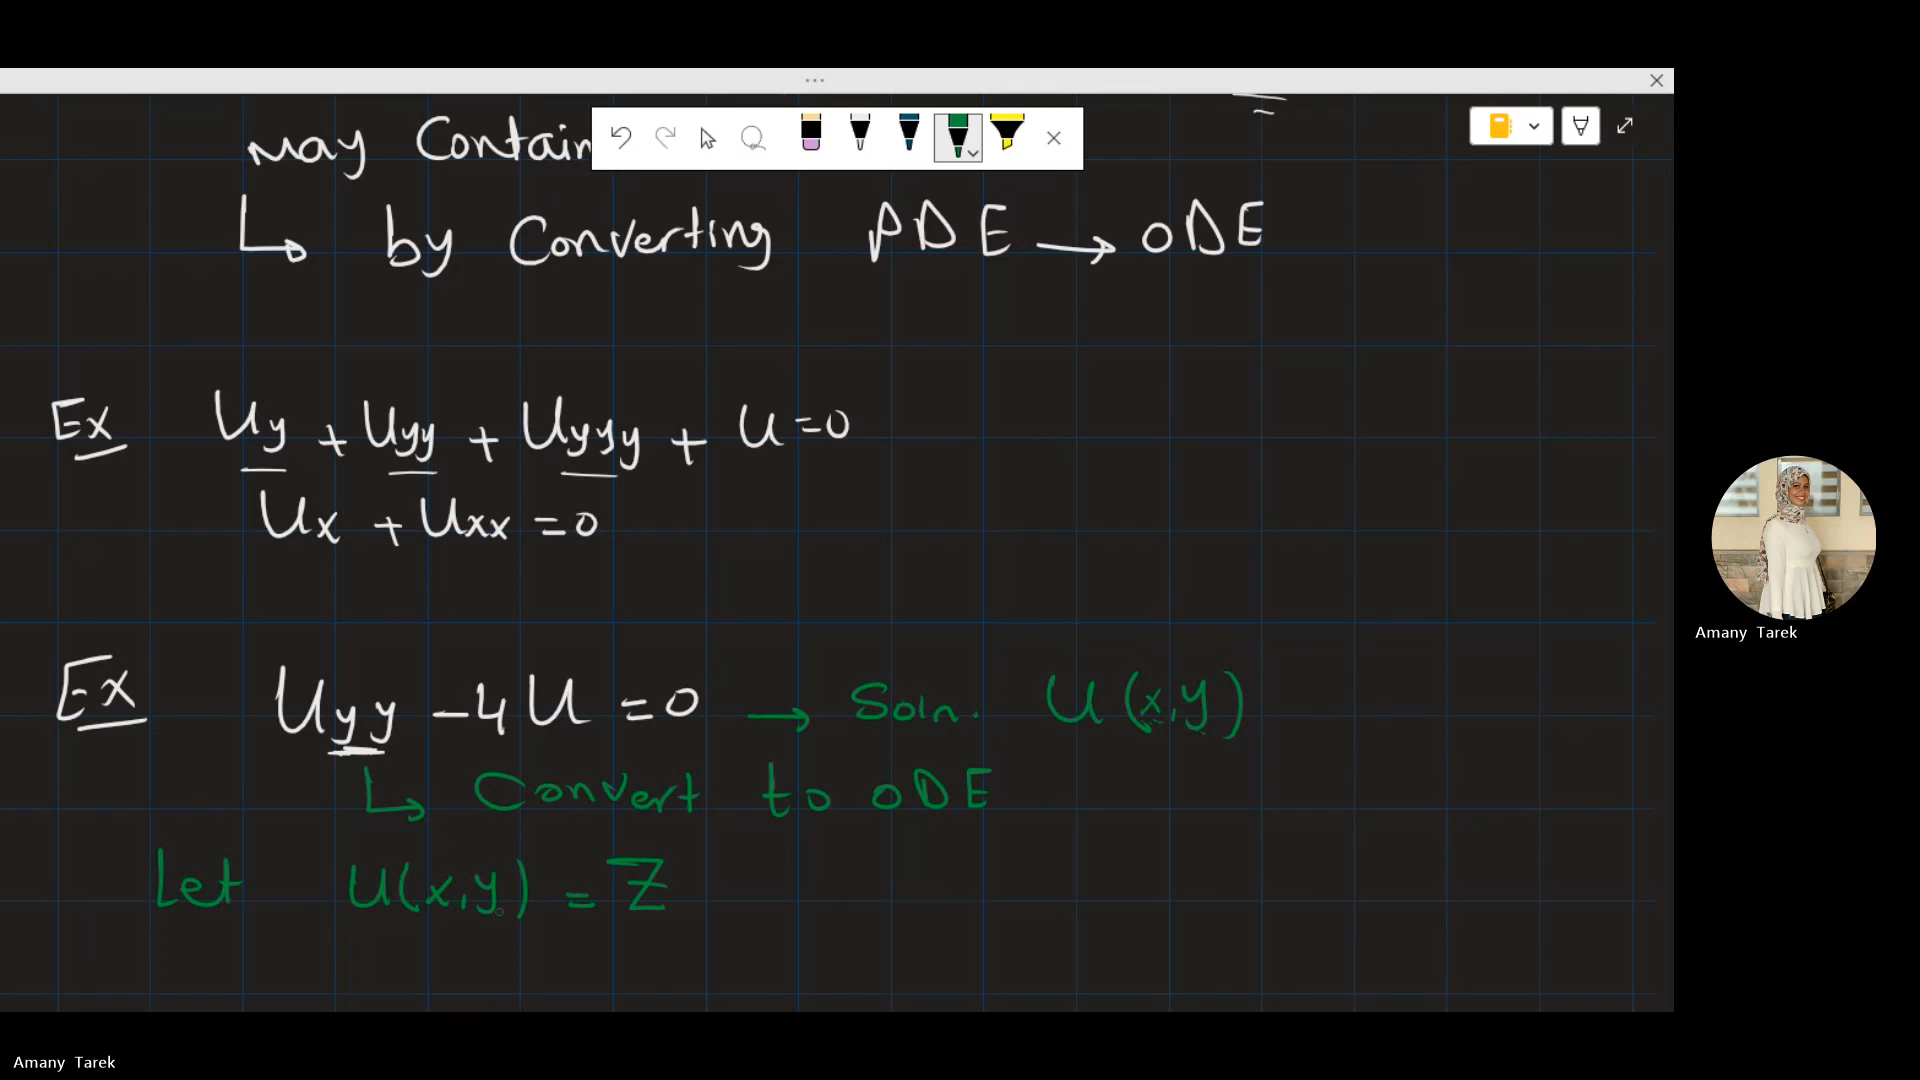 may Contain
↳ by Converting PDE → ODE
Ex Uy + Uyy + Uyyy + U = 0
Ux + Uxx = 0
Ex Uyy - 4U = 0 → Soln. U(x,y)
↳ Convert to ODE
Let U(x,y) = Z
Amany Tarek
Amany Tarek